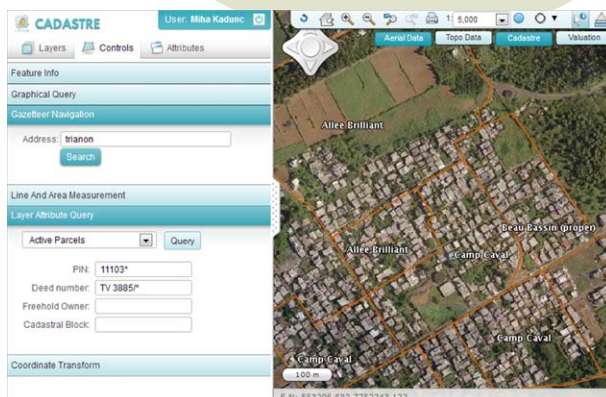 CADASTRE
User: Miha Kadunc
Layers Controls Attributes
Feature Info
Graphical Query
Gazetteer Navigation
Address: trianon
Search
Line And Area Measurement
Layer Attribute Query
Active Parcels Query
PIN: 11103*
Deed number: TV 3885/*
Freehold Owner:
Cadastral Block:
Coordinate Transform
1: 5,000
Aerial Data Topo Data Cadastre Valuation
Allee Brilliant
Beau Bassin (proper)
Allee Brilliant
Camp Caval
Camp Caval
Camp Caval
100 m